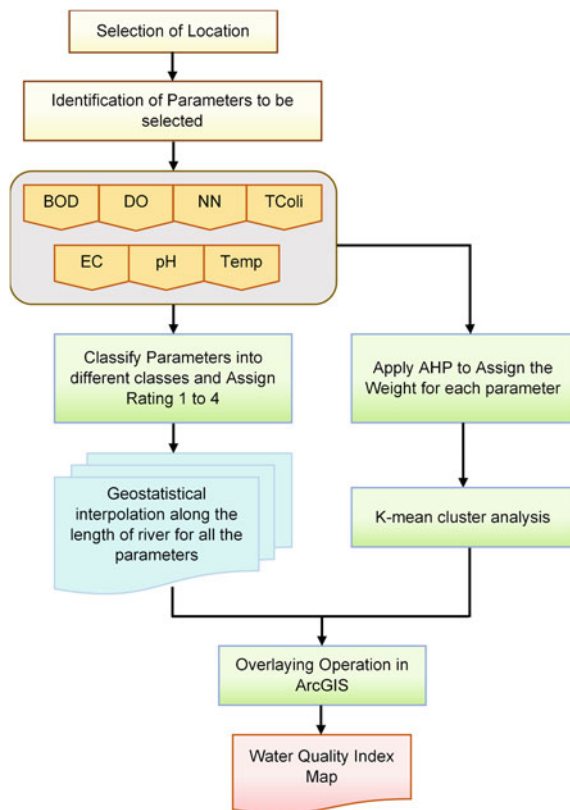 Selection of Location
Identification of Parameters to be
selected
BOD
DO
NN
TColi
EC
pH
Temp
Classify Parameters into
different classes and Assign
Rating 1 to 4
Apply AHP to Assign the
Weight for each parameter
Geostatistical
interpolation along the
length of river for all the
parameters
K-mean cluster analysis
Overlaying Operation in
ArcGIS
Water Quality Index
Map